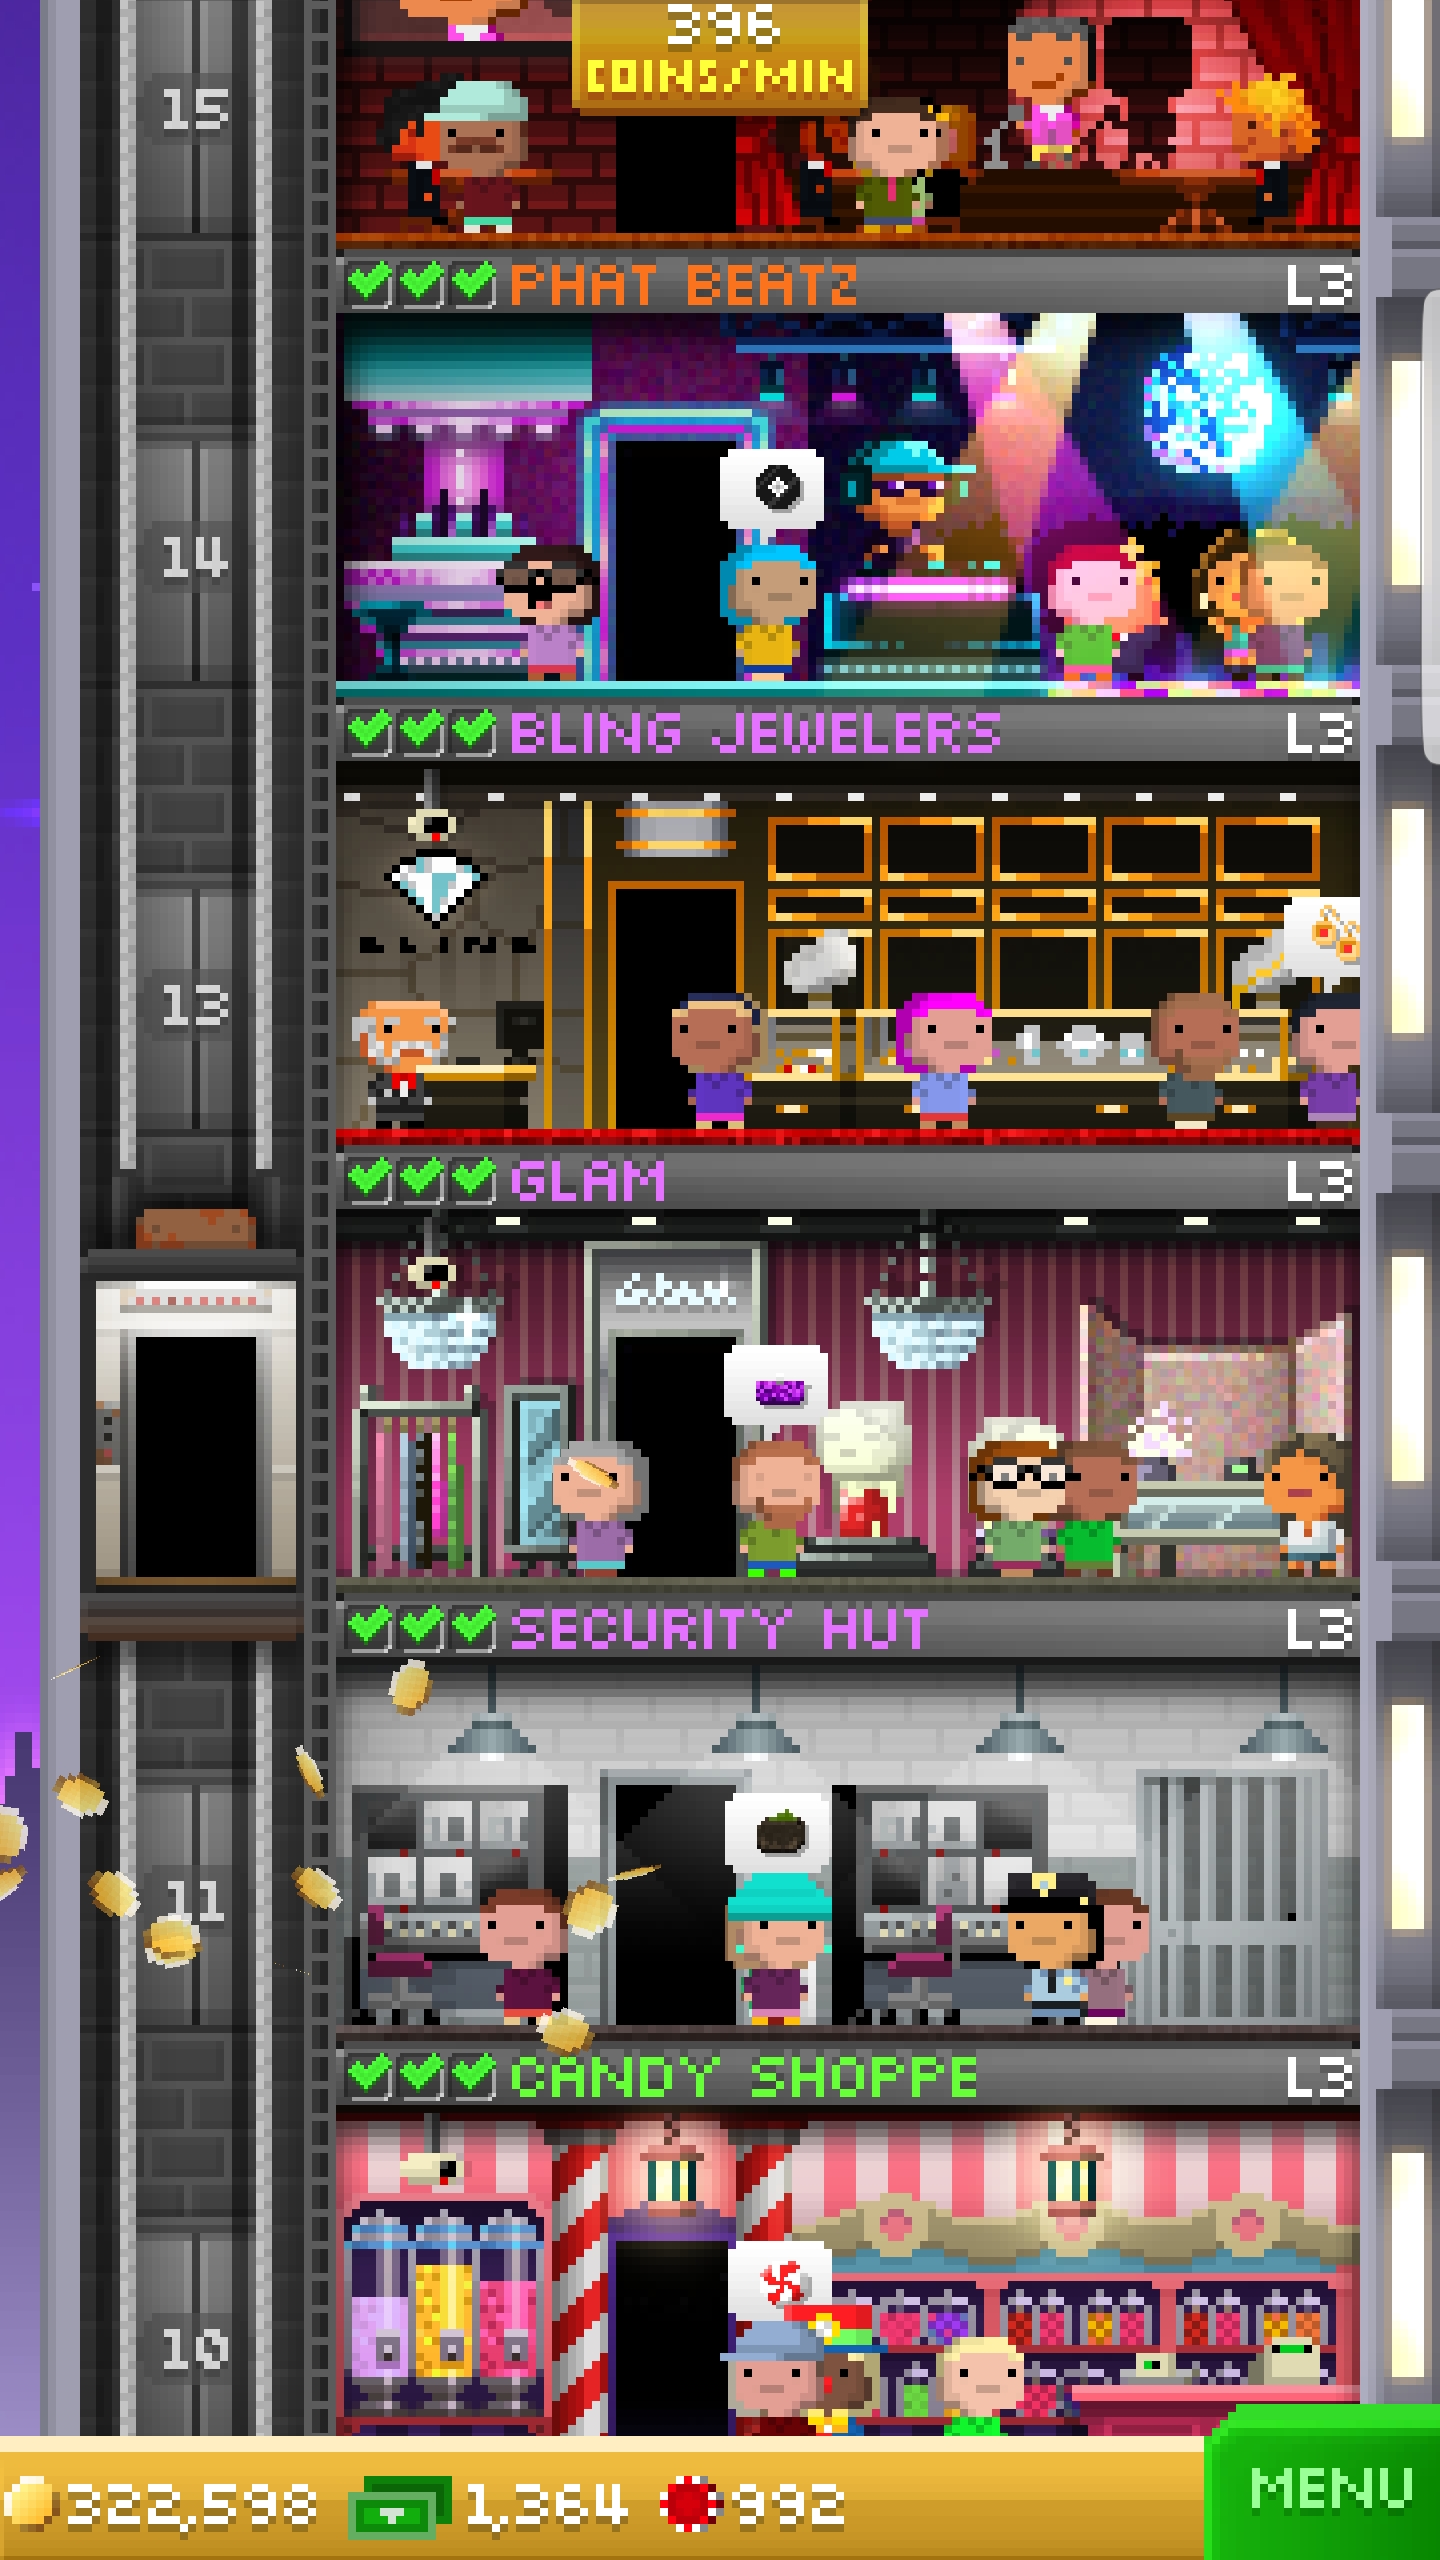 396
COINS/MIN
15
PHAT BEATZ L3
14
BLING JEWELERS L3
BLING
13
GLAM L3
Glam
SECURITY HUT L3
11
CANDY SHOPPE L3
10
322,598 1,364 992
MENU